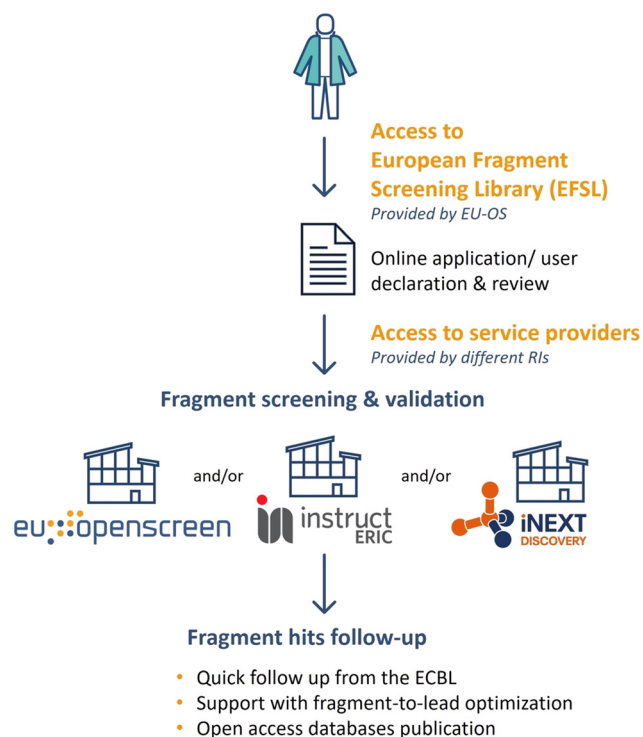 Access to
European Fragment
Screening Library (EFSL)
Provided by EU-OS
Online application/ user
declaration & review
Access to service providers
Provided by different RIs
Fragment screening & validation
and/or
and/or
eu openscreen
instruct
ERIC
iNEXT
DISCOVERY
Fragment hits follow-up
• Quick follow up from the ECBL
• Support with fragment-to-lead optimization
• Open access databases publication